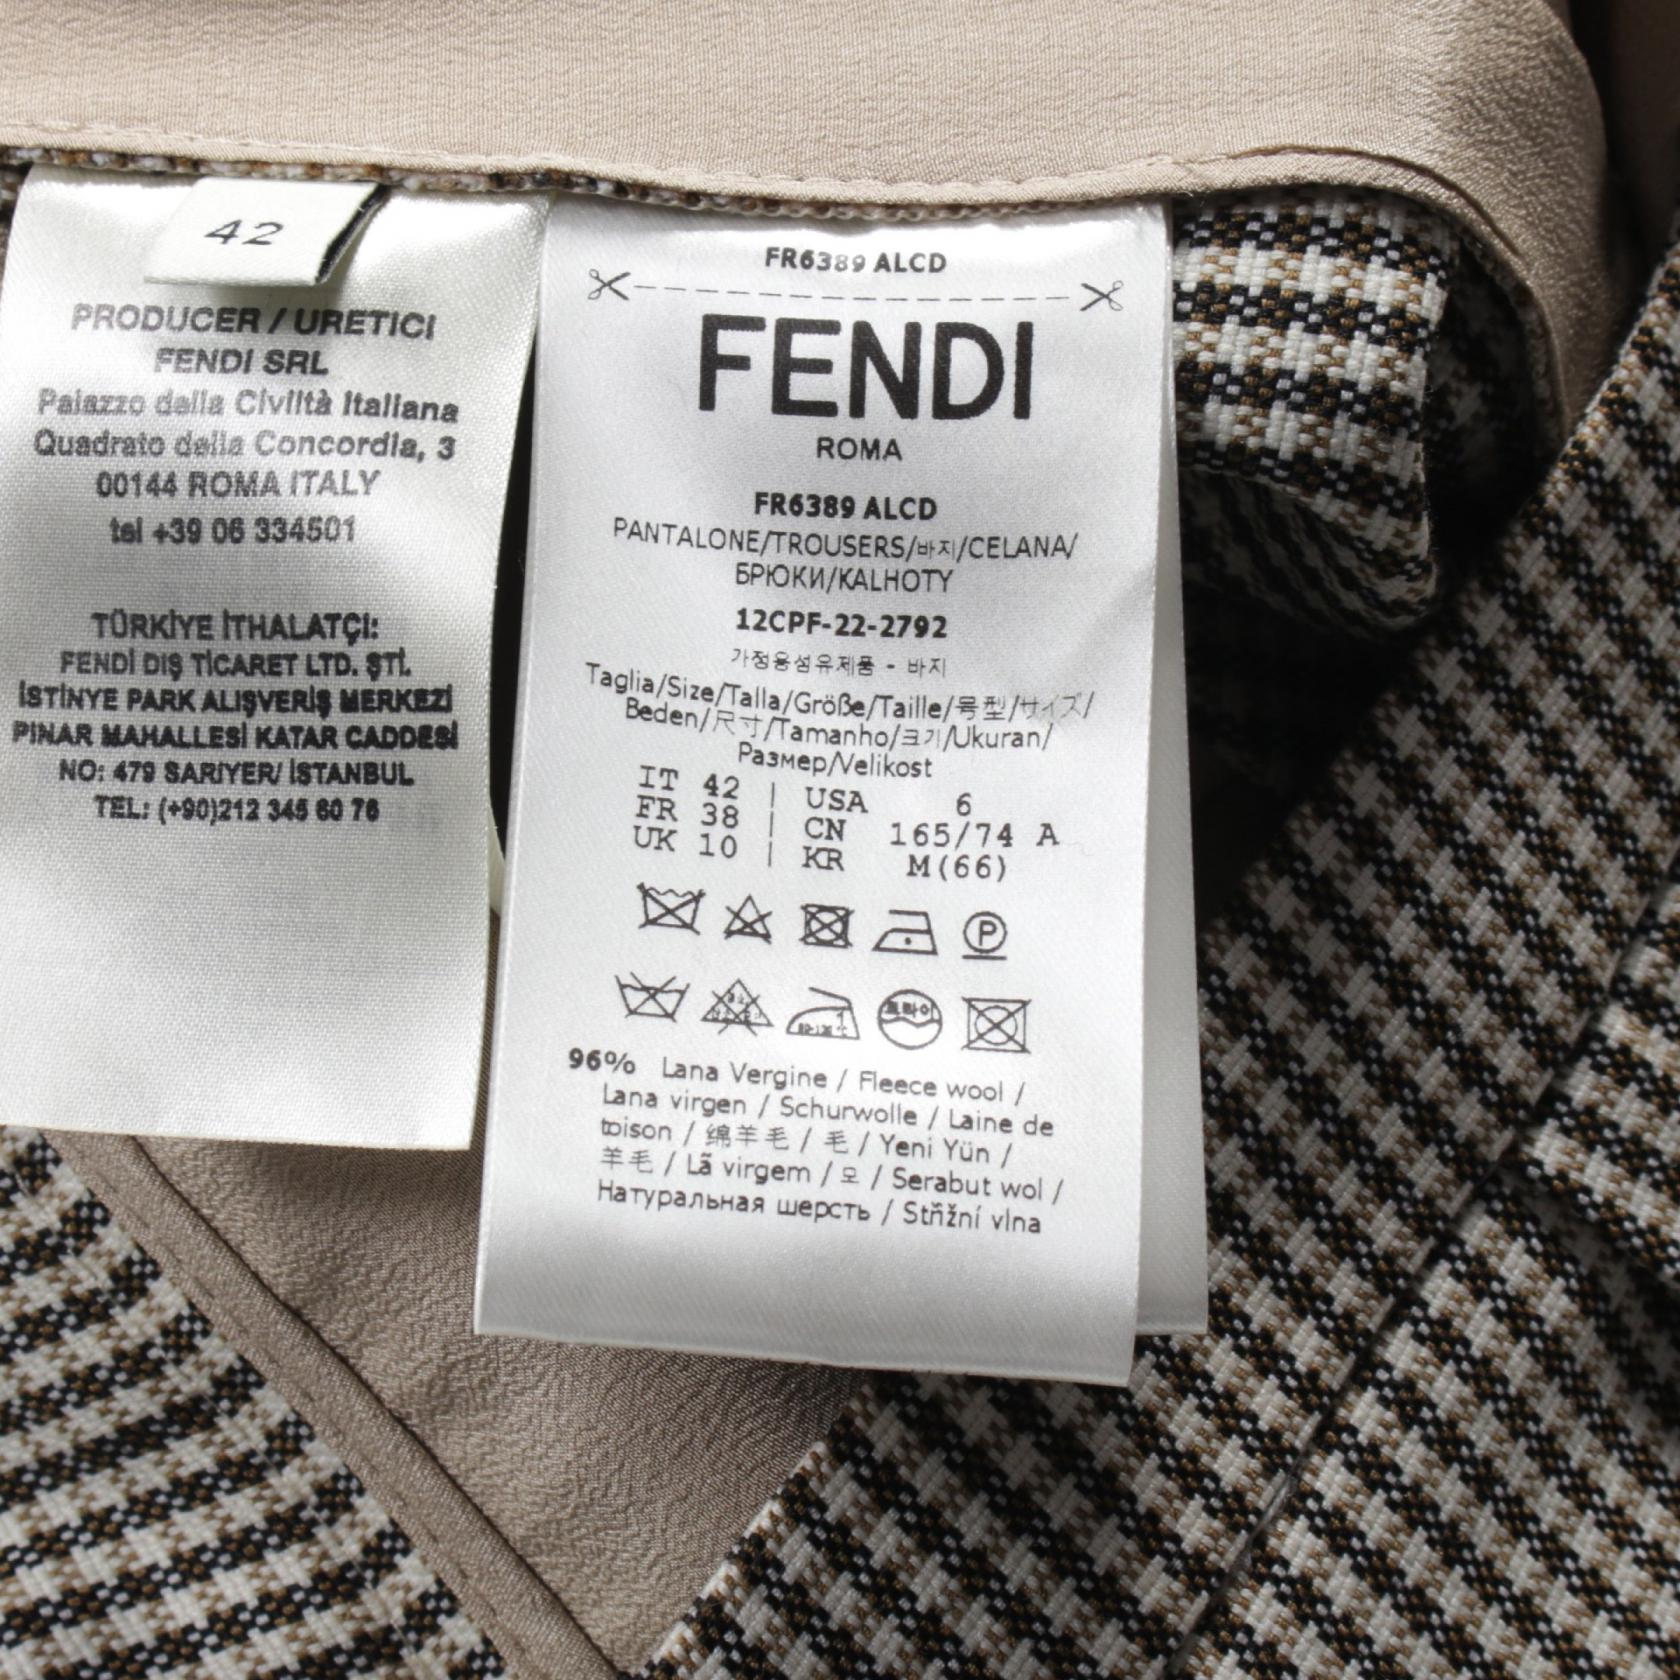 42
PRODUCER / URETICI
FENDI SRL
Palazzo della Civiltà Italiana
Quadrato della Concordia, 3
00144 ROMA ITALY
tel +39 06 334501
TÜRKİYE İTHALATÇİ:
FENDİ DIŞ TİCARET LTD. ŞTİ.
İSTİNYE PARK ALIŞVERİŞ MERKEZİ
PINAR MAHALLESİ KATAR CADDESİ
NO: 479 SARIYER/ İSTANBUL
TEL: (+90)212 345 60 76
FR6389 ALCD
FENDI
ROMA
FR6389 ALCD
PANTALONE/TROUSERS/바지/CELANA/
БРЮКИ/KALHOTY
12CPF-22-2792
가정용섬유제품 - 바지
Taglia/Size/Talla/Größe/Taille/号型/サイズ/
Beden/尺寸/Tamanho/크기/Ukuran/
Размер/Velikost
IT 42 | USA 6
FR 38 | CN 165/74 A
UK 10 | KR M(66)
P
드라이
96% Lana Vergine / Fleece wool /
Lana virgen / Schurwolle / Laine de
toison / 绵羊毛 / 毛 / Yeni Yün /
羊毛 / Lã virgem / 모 / Serabut wol /
Натуральная шерсть / Střížní vlna